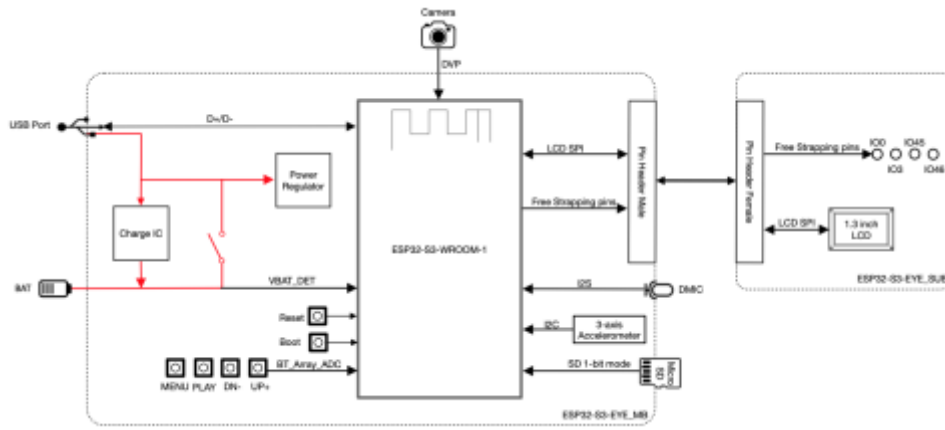 Camera
DVP
USB Port
D+/D-
Power
Regulator
Charge IC
BAT
VBAT_DET
Reset
Boot
BT_Array_ADC
MENU
PLAY
DN-
UP+
ESP32-S3-WROOM-1
LCD SPI
Free Strapping pins
I2S
DMIC
I2C
3-axis
Accelerometer
SD 1-bit mode
Micro
SD
ESP32-S3-EYE_MB
Pin Header Male
Pin Header Female
Free Strapping pins
IO0
IO45
IO3
IO46
LCD SPI
1.3 inch
LCD
ESP32-S3-EYE_SUB